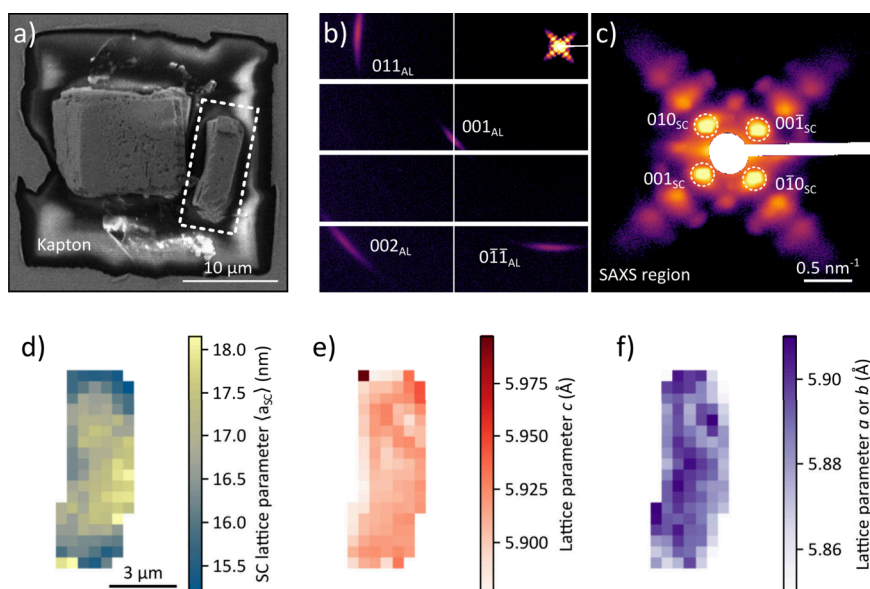 a)
Kapton
10 μm
b)
011AL
001AL
002AL
01̄1̄AL
c)
010SC
001̄SC
001SC
01̄0SC
SAXS region
0.5 nm⁻¹
d)
3 μm
18.0
17.5
17.0
16.5
16.0
15.5
SC lattice parameter ⟨aSC⟩ (nm)
e)
5.975
5.950
5.925
5.900
Lattice parameter c (Å)
f)
5.90
5.88
5.86
Lattice parameter a or b (Å)